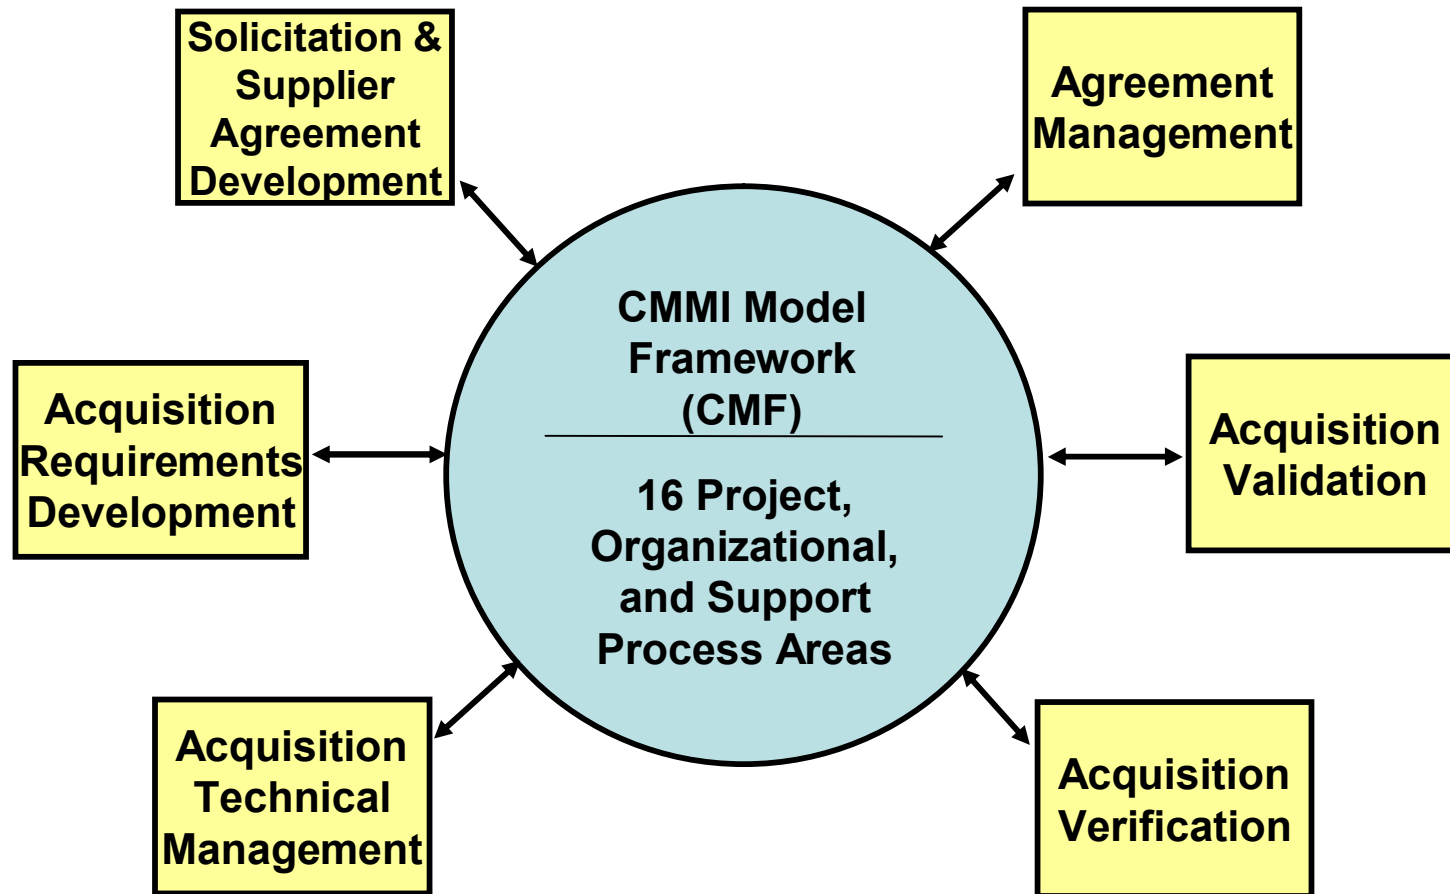 Solicitation &
Supplier
Agreement
Development
Agreement
Management
CMMI Model
Framework
(CMF)
16 Project,
Organizational,
and Support
Process Areas
Acquisition
Requirements
Development
Acquisition
Validation
Acquisition
Technical
Management
Acquisition
Verification